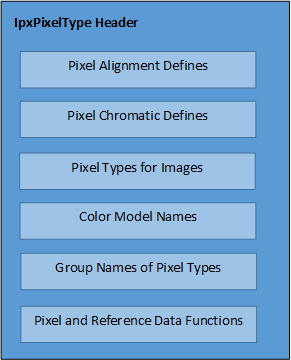 IpxPixelType Header
Pixel Alignment Defines
Pixel Chromatic Defines
Pixel Types for Images
Color Model Names
Group Names of Pixel Types
Pixel and Reference Data Functions